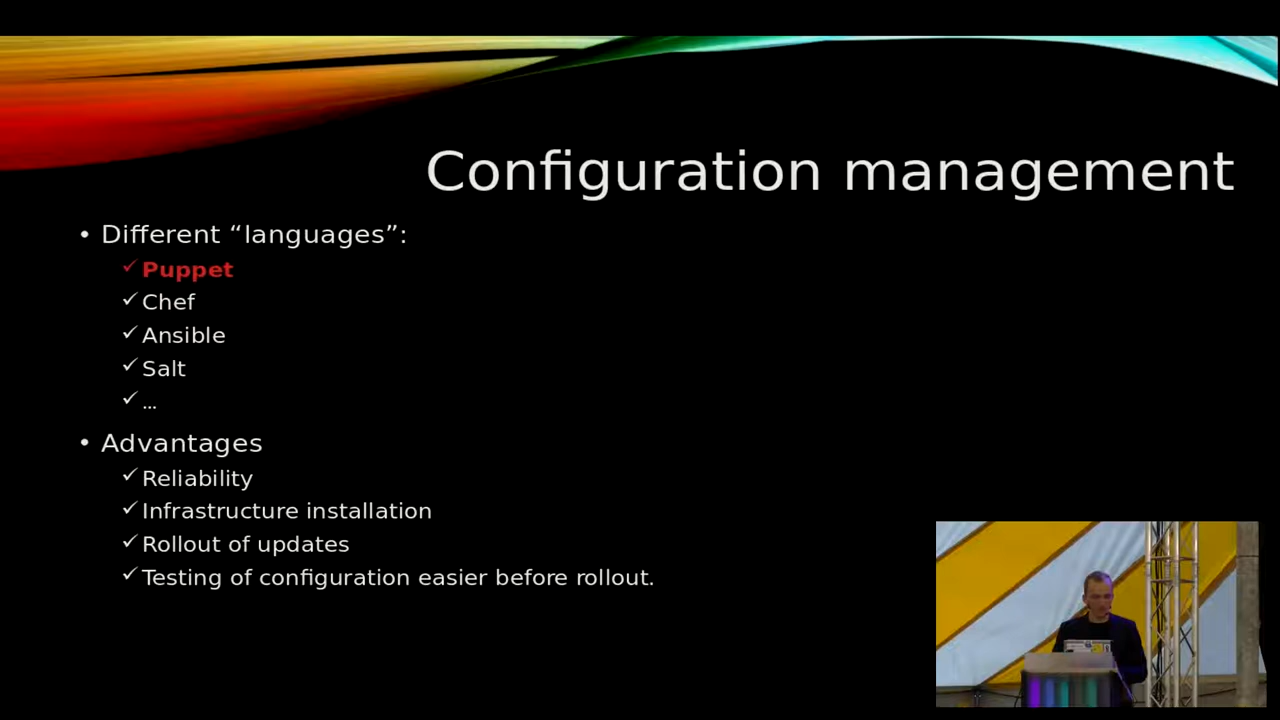 Configuration management
• Different “languages”:
✓Puppet
✓Chef
✓Ansible
✓Salt
✓...
• Advantages
✓Reliability
✓Infrastructure installation
✓Rollout of updates
✓Testing of configuration easier before rollout.